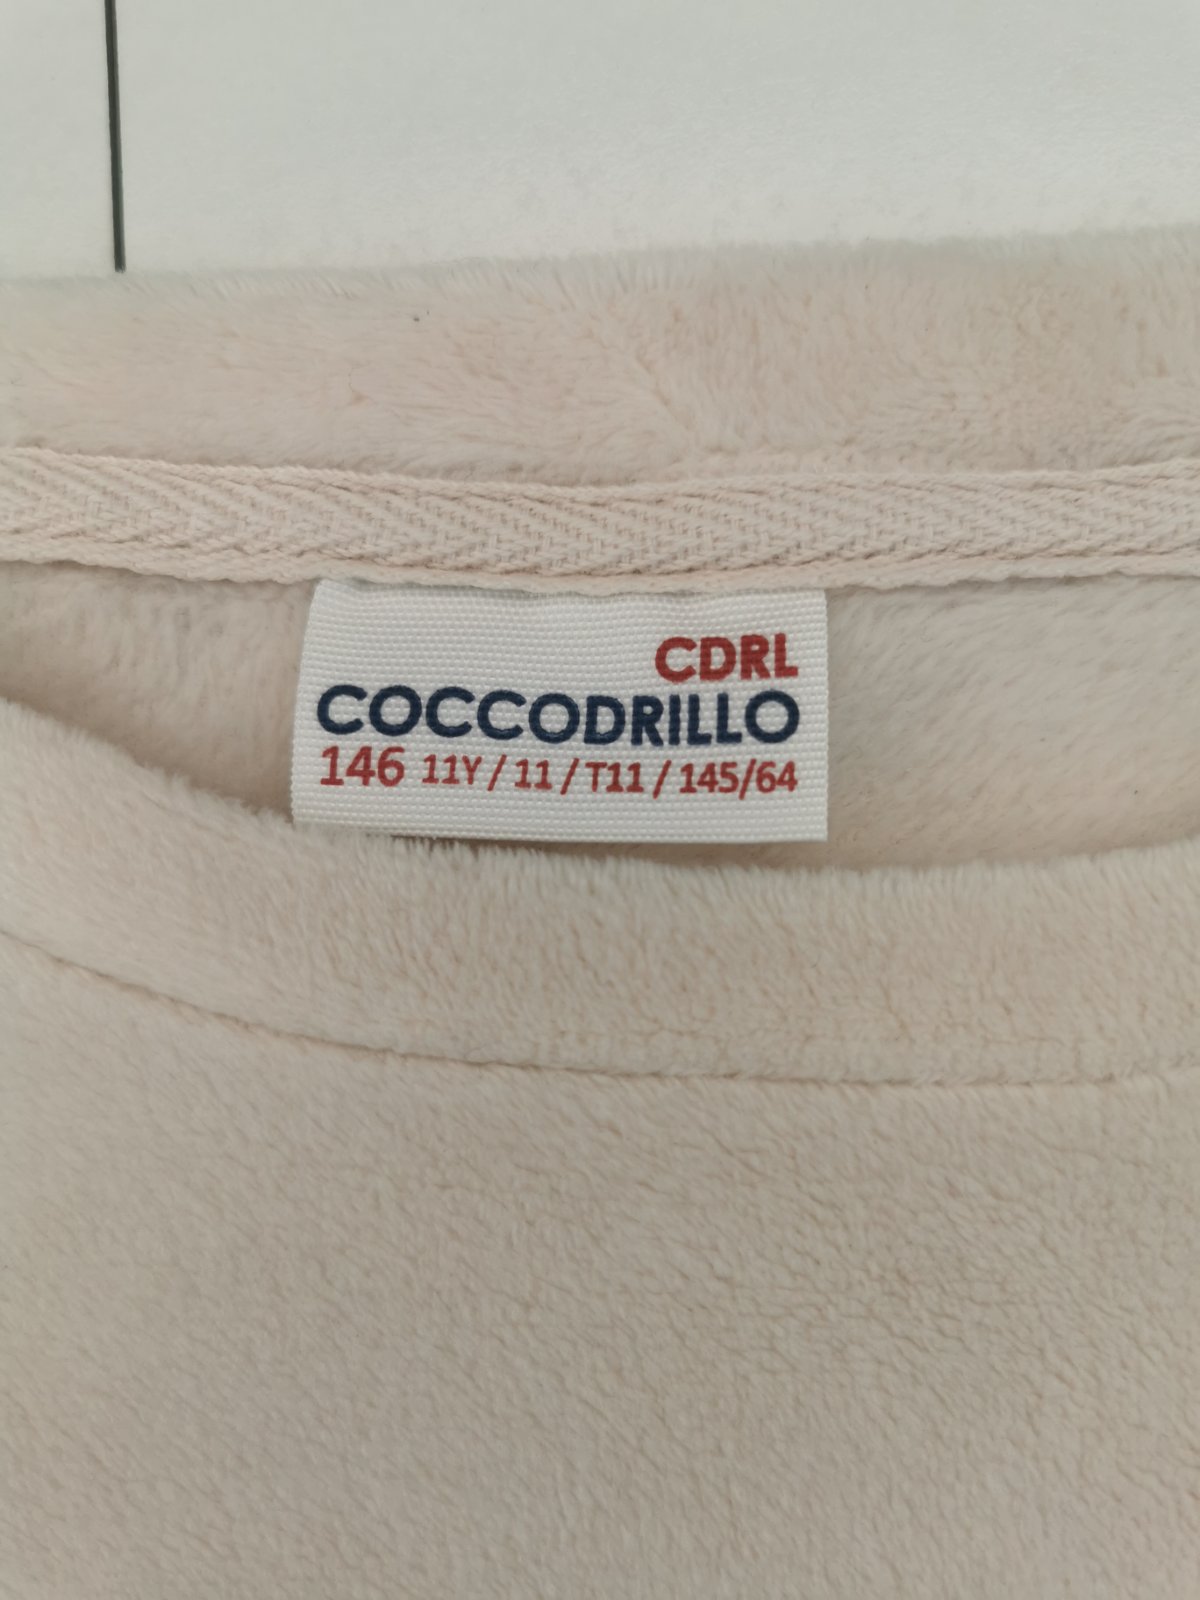 CDRL
COCCODRILLO
146 11Y / 11 / T11 / 145/64